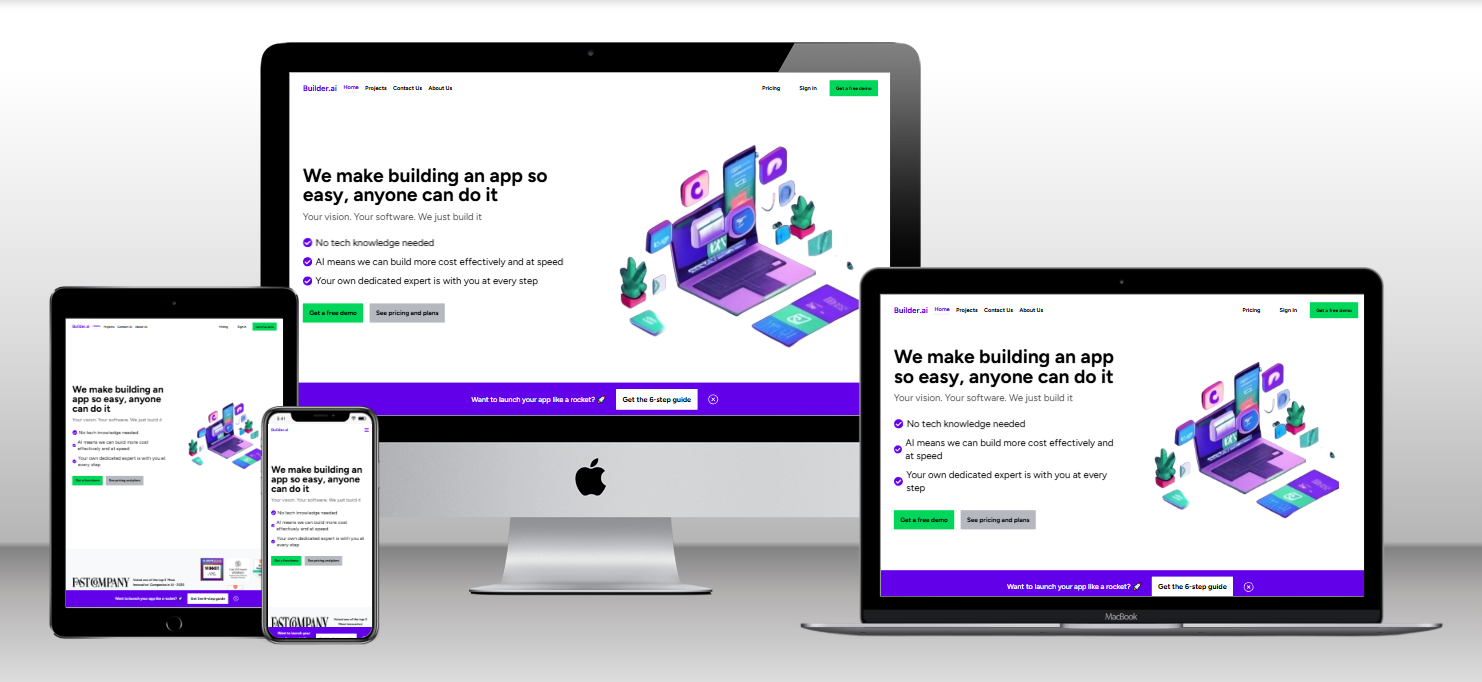 Builder.ai Home Projects Contact Us About Us Pricing Sign in Get a free demo
We make building an app so
easy, anyone can do it
Your vision. Your software. We just build it
No tech knowledge needed
AI means we can build more cost effectively and at speed
Your own dedicated expert is with you at every step
Get a free demo See pricing and plans
Want to launch your app like a rocket? 🚀 Get the 6-step guide
Builder.ai Home Projects Contact Us About Us Pricing Sign in Get a free demo
We make building an
app so easy, anyone
can do it
Your vision. Your software. We just build it
No tech knowledge needed
AI means we can build more cost
effectively and at speed
Your own dedicated expert is with you at
every step
Get a free demo See pricing and plans
FAST COMPANY
Want to launch your app like a rocket? 🚀 Get the 6-step guide
9:41
Builder.ai
We make building an
app so easy, anyone
can do it
Your vision. Your software. We just build it
No tech knowledge needed
AI means we can build more cost
effectively and at speed
Your own dedicated expert is with you at
every step
Get a free demo See pricing and plans
FAST COMPANY
Want to launch your
Builder.ai Home Projects Contact Us About Us Pricing Sign in Get a free demo
We make building an app
so easy, anyone can do it
Your vision. Your software. We just build it
No tech knowledge needed
AI means we can build more cost effectively and
at speed
Your own dedicated expert is with you at every
step
Get a free demo See pricing and plans
Want to launch your app like a rocket? 🚀 Get the 6-step guide
MacBook